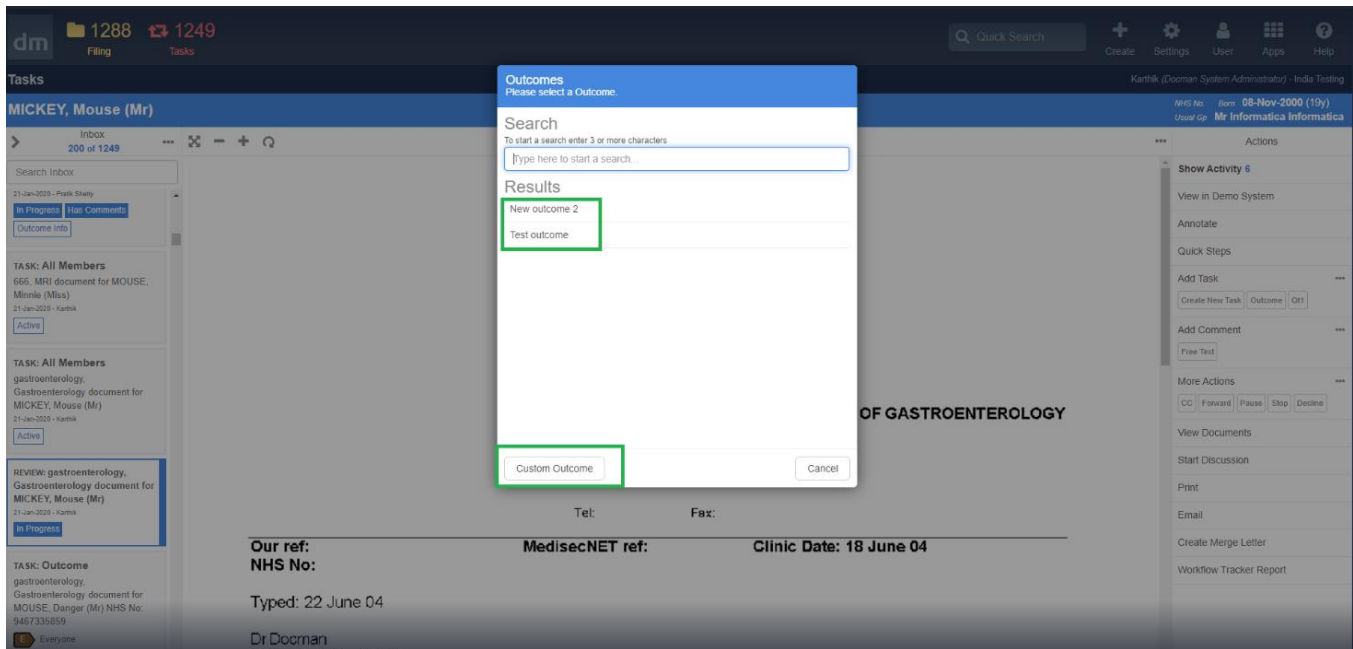 dm
1288
Filing
1249
Tasks
Quick Search
Create
Settings
User
Apps
Help
Tasks
Karthik (Docman System Administrator) - India Testing
MICKEY, Mouse (Mr)
NHS No Born 08-Nov-2000 (19y)
Usual Gp Mr Informatica Informatica
Inbox
200 of 1249
Search Inbox
21-Jan-2020 - Pratik Shetty
In Progress Has Comments
Outcome Info
TASK: All Members
666, MRI document for MOUSE,
Minnie (Miss)
21-Jan-2020 - Karthik
Active
TASK: All Members
gastroenterology,
Gastroenterology document for
MICKEY, Mouse (Mr)
21-Jan-2020 - Karthik
Active
REVIEW: gastroenterology,
Gastroenterology document for
MICKEY, Mouse (Mr)
21-Jan-2020 - Karthik
In Progress
TASK: Outcome
gastroenterology,
Gastroenterology document for
MOUSE, Danger (Mr) NHS No:
9467335859
E Everyone
Outcomes
Please select a Outcome.
Search
To start a search enter 3 or more characters
Type here to start a search...
Results
New outcome 2
Test outcome
Custom Outcome
Cancel
OF GASTROENTEROLOGY
Tel: Fax:
Our ref: MedisecNET ref: Clinic Date: 18 June 04
NHS No:
Typed: 22 June 04
Dr Docman
Actions
Show Activity 6
View in Demo System
Annotate
Quick Steps
Add Task
Create New Task Outcome
Add Comment
Free Text
More Actions
CC Forward Pause Stop Decline
View Documents
Start Discussion
Print
Email
Create Merge Letter
Workflow Tracker Report